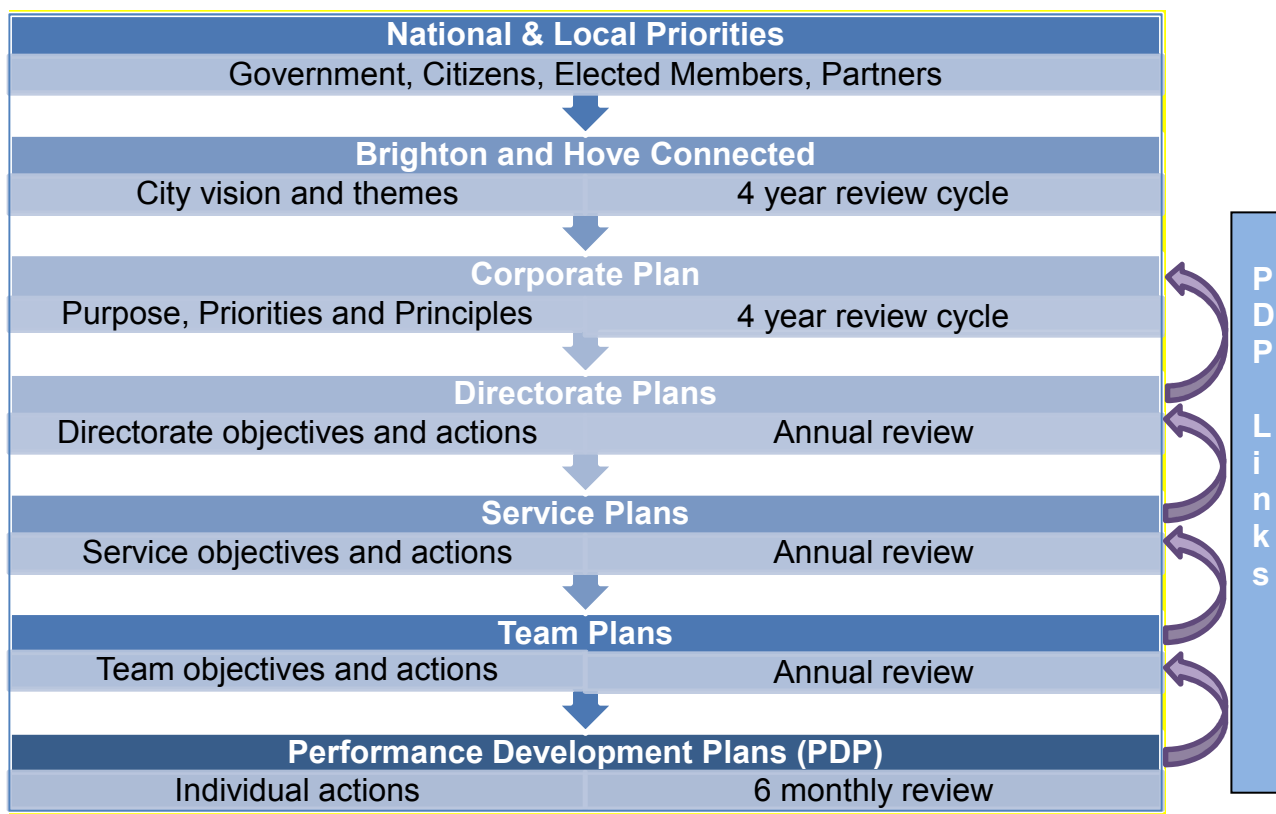 National & Local Priorities
Government, Citizens, Elected Members, Partners
Brighton and Hove Connected
City vision and themes
4 year review cycle
Corporate Plan
Purpose, Priorities and Principles
4 year review cycle
Directorate Plans
Directorate objectives and actions
Annual review
Service Plans
Service objectives and actions
Annual review
Team Plans
Team objectives and actions
Annual review
Performance Development Plans (PDP)
Individual actions
6 monthly review
PDP Links